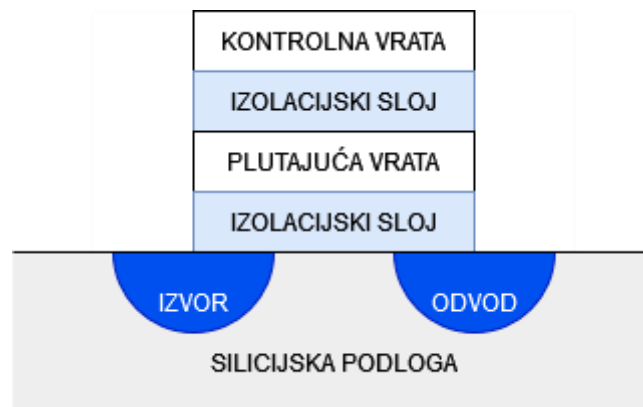 KONTROLNA VRATA
IZOLACIJSKI SLOJ
PLUTAJUĆA VRATA
IZOLACIJSKI SLOJ
IZVOR
ODVOD
SILICIJSKA PODLOGA